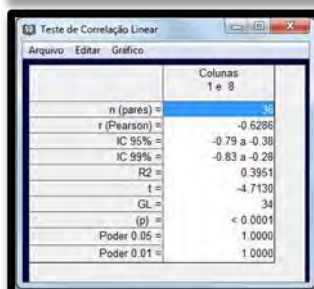 Teste de Correlação Linear
Arquivo Editar Gráfico
Colunas
1 e 8
n (pares) = 36
r (Pearson) = -0.6286
IC 95% = -0.79 a -0.38
IC 99% = -0.83 a -0.28
R2 = 0.3951
t = -4.7130
GL = 34
(p) = < 0.0001
Poder 0.05 = 1.0000
Poder 0.01 = 1.0000